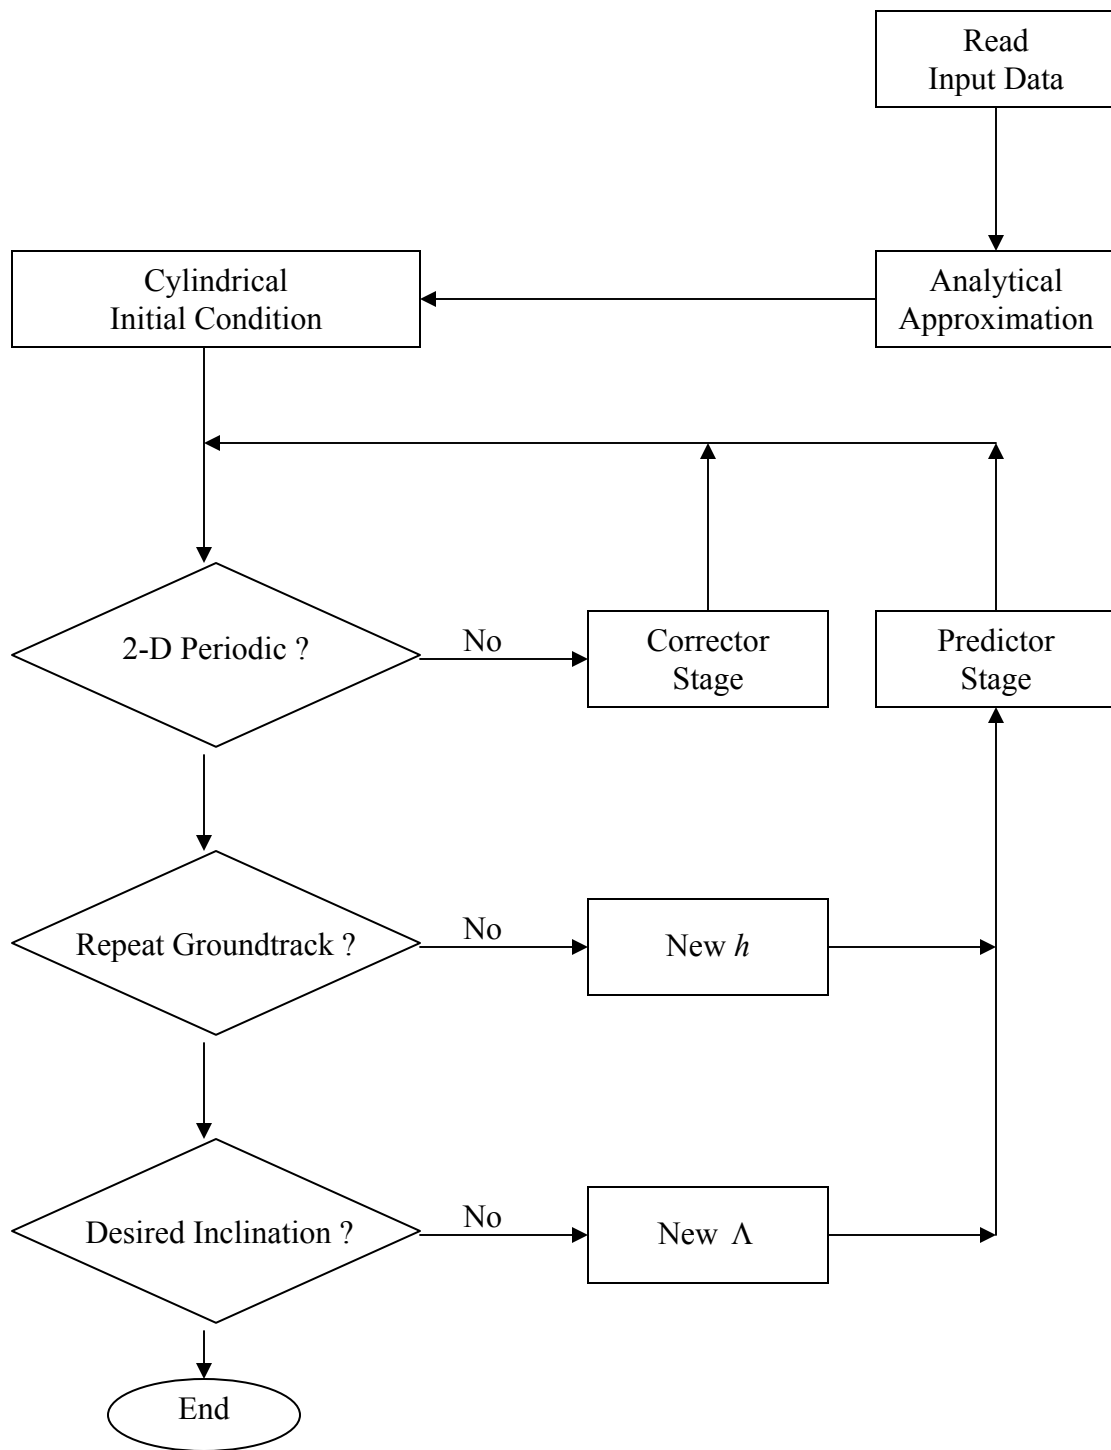 Read
Input Data
Cylindrical
Initial Condition
Analytical
Approximation
2-D Periodic ?
No
Corrector
Stage
Predictor
Stage
Repeat Groundtrack ?
No
New h
Desired Inclination ?
No
New Λ
End